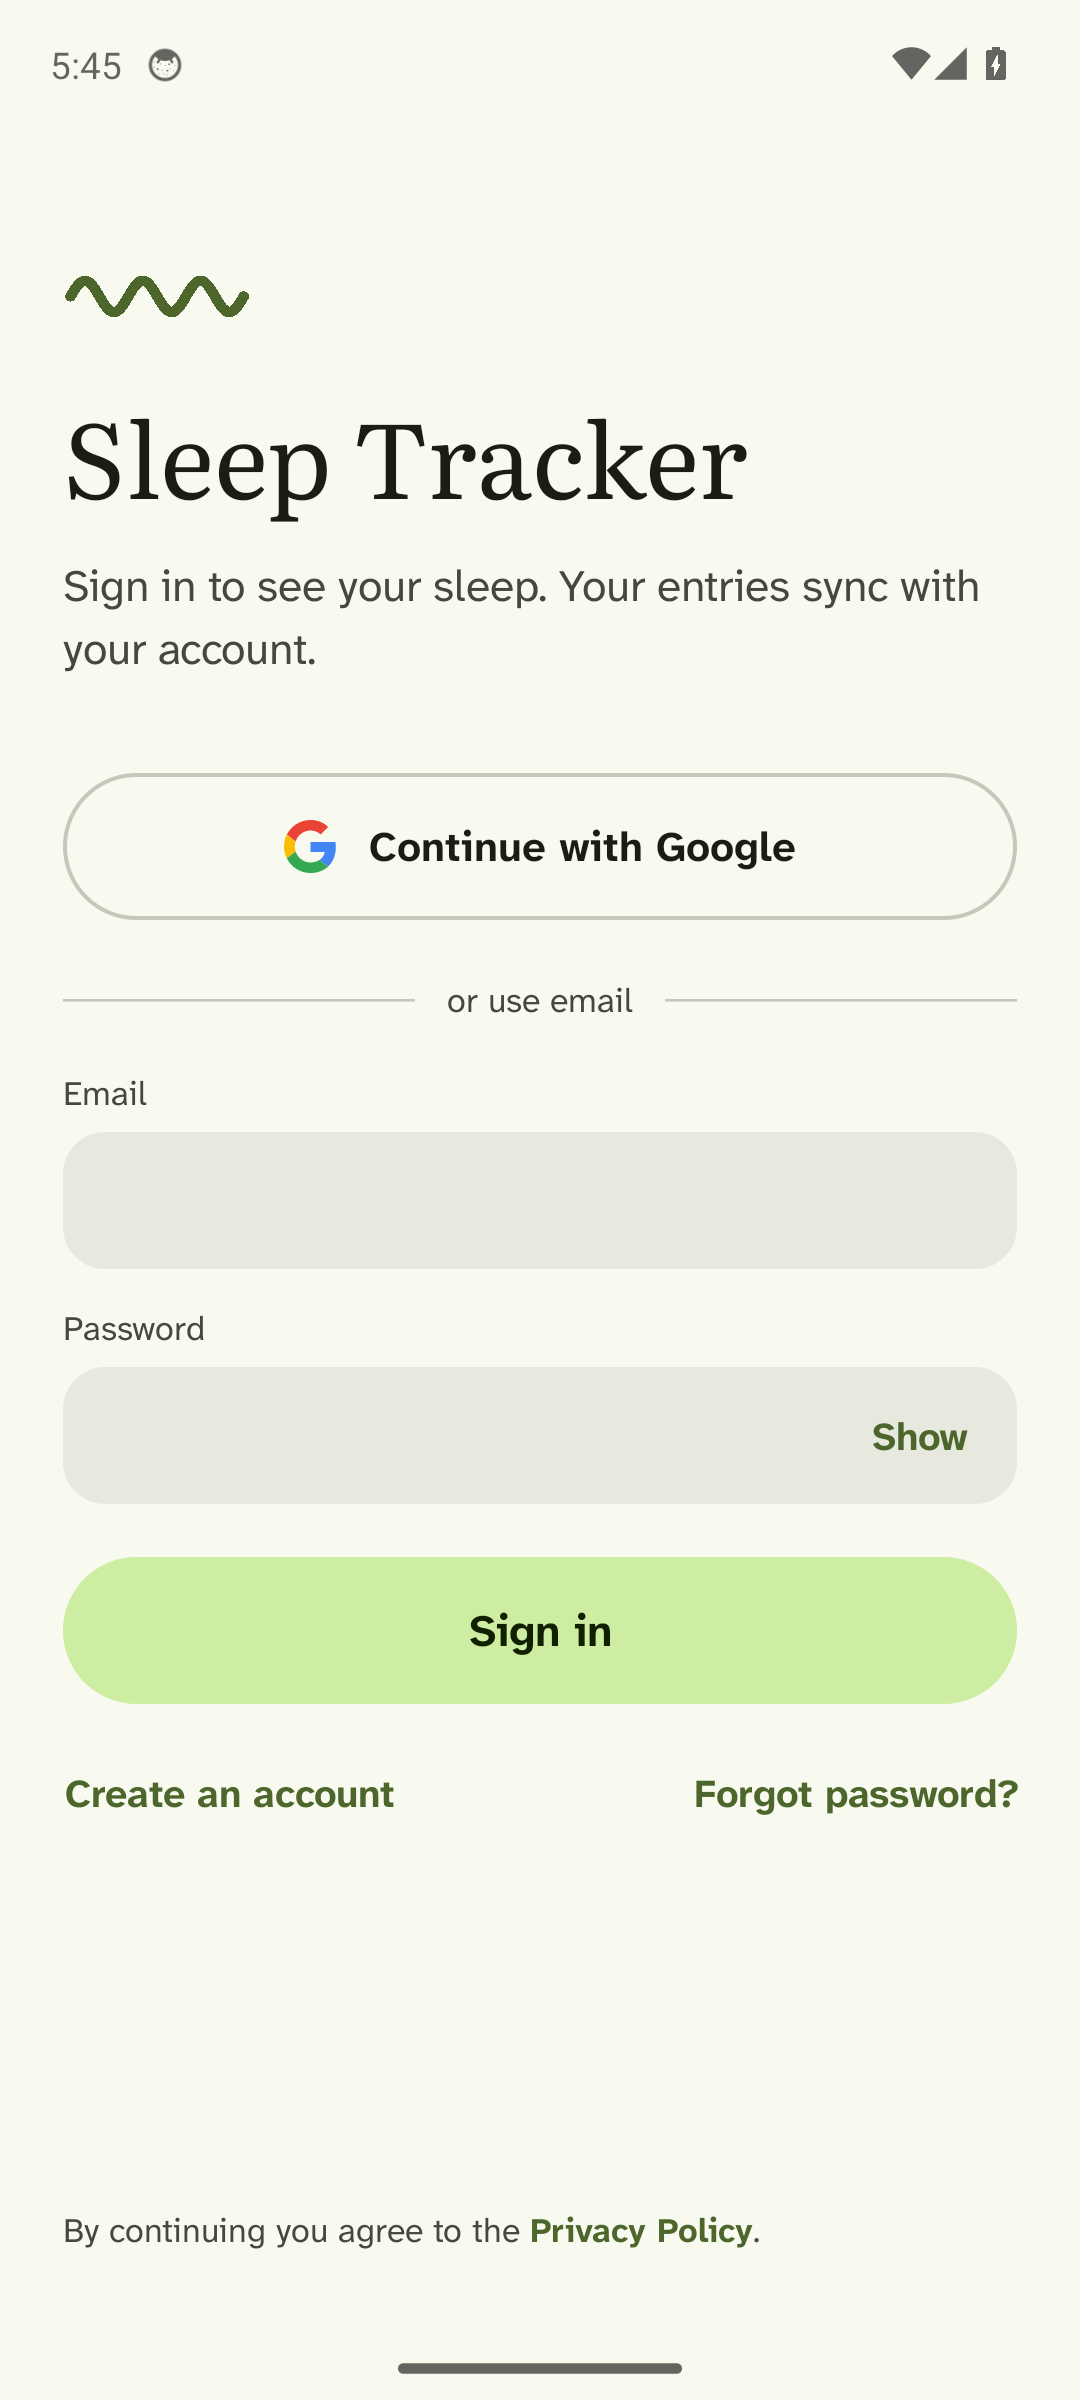 5:45
Sleep Tracker
Sign in to see your sleep. Your entries sync with
your account.
Continue with Google
or use email
Email
Password
Show
Sign in
Create an account
Forgot password?
By continuing you agree to the Privacy Policy.